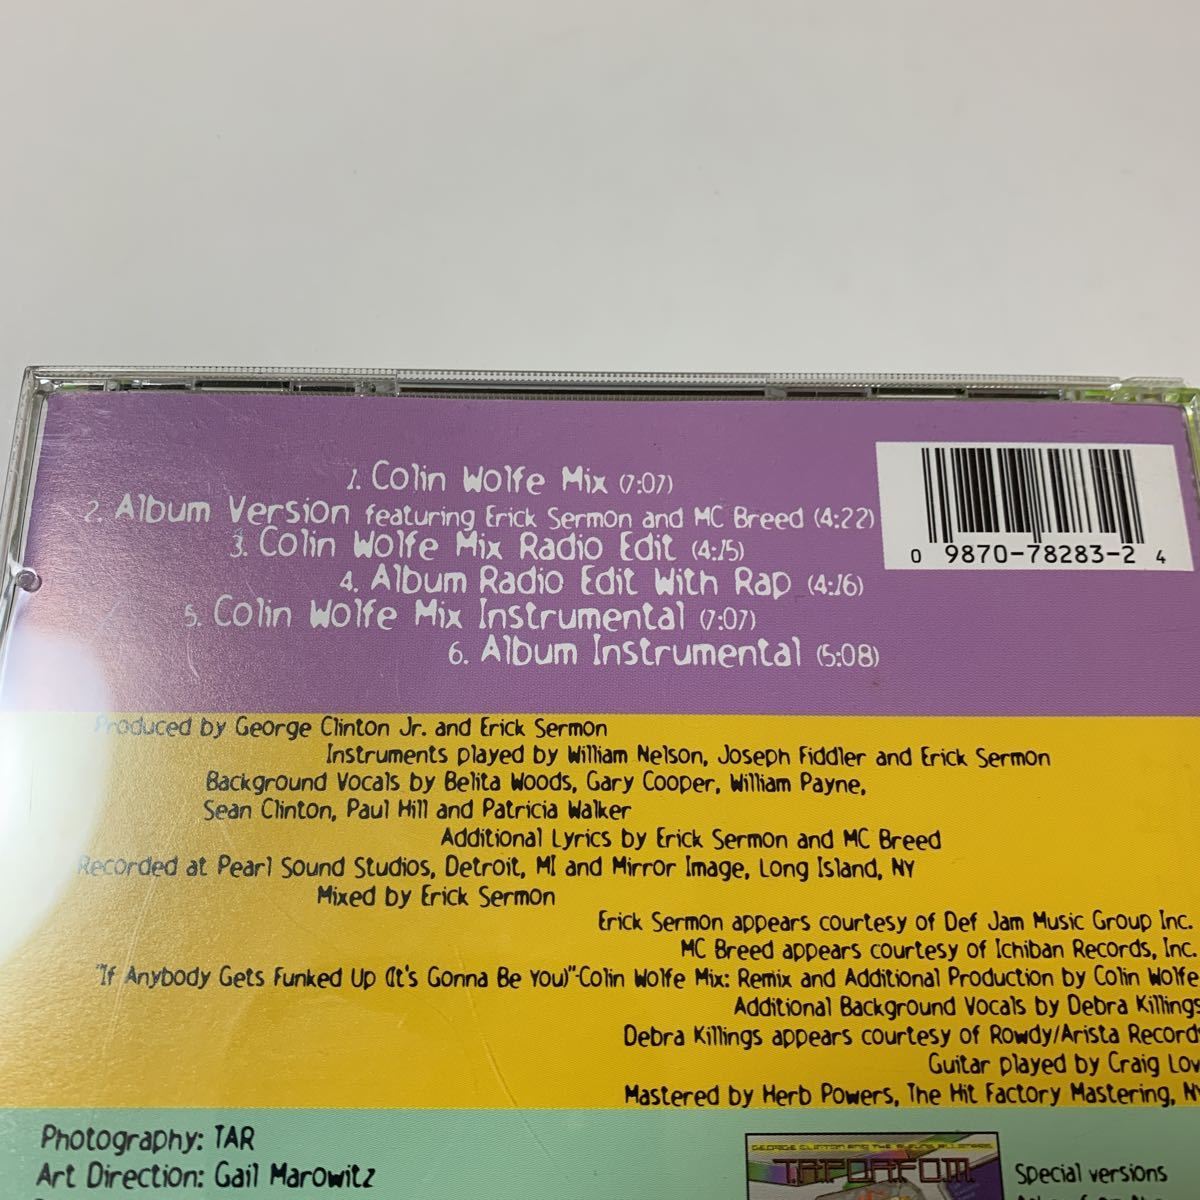 1. Colin Wolfe Mix (7:07)
2. Album Version featuring Erick Sermon and MC Breed (4:22)
3. Colin Wolfe Mix Radio Edit (4:15)
4. Album Radio Edit With Rap (4:16)
5. Colin Wolfe Mix Instrumental (7:07)
6. Album Instrumental (5:08)
0 9870-78283-2 4
Produced by George Clinton Jr. and Erick Sermon
Instruments played by William Nelson, Joseph Fiddler and Erick Sermon
Background Vocals by Belita Woods, Gary Cooper, William Payne,
Sean Clinton, Paul Hill and Patricia Walker
Additional Lyrics by Erick Sermon and MC Breed
Recorded at Pearl Sound Studios, Detroit, MI and Mirror Image, Long Island, NY
Mixed by Erick Sermon
Erick Sermon appears courtesy of Def Jam Music Group Inc.
MC Breed appears courtesy of Ichiban Records, Inc.
"If Anybody Gets Funked Up (It's Gonna Be You)"-Colin Wolfe Mix: Remix and Additional Production by Colin Wolfe
Additional Background Vocals by Debra Killings
Debra Killings appears courtesy of Rowdy/Arista Records
Guitar played by Craig Lov
Mastered by Herb Powers, The Hit Factory Mastering, NY
Photography: TAR
Art Direction: Gail Marowitz
GEORGE CLINTON AND THE P-FUNK ALLSTARS
T.A.P.O.A.F.O.M.
Special versions